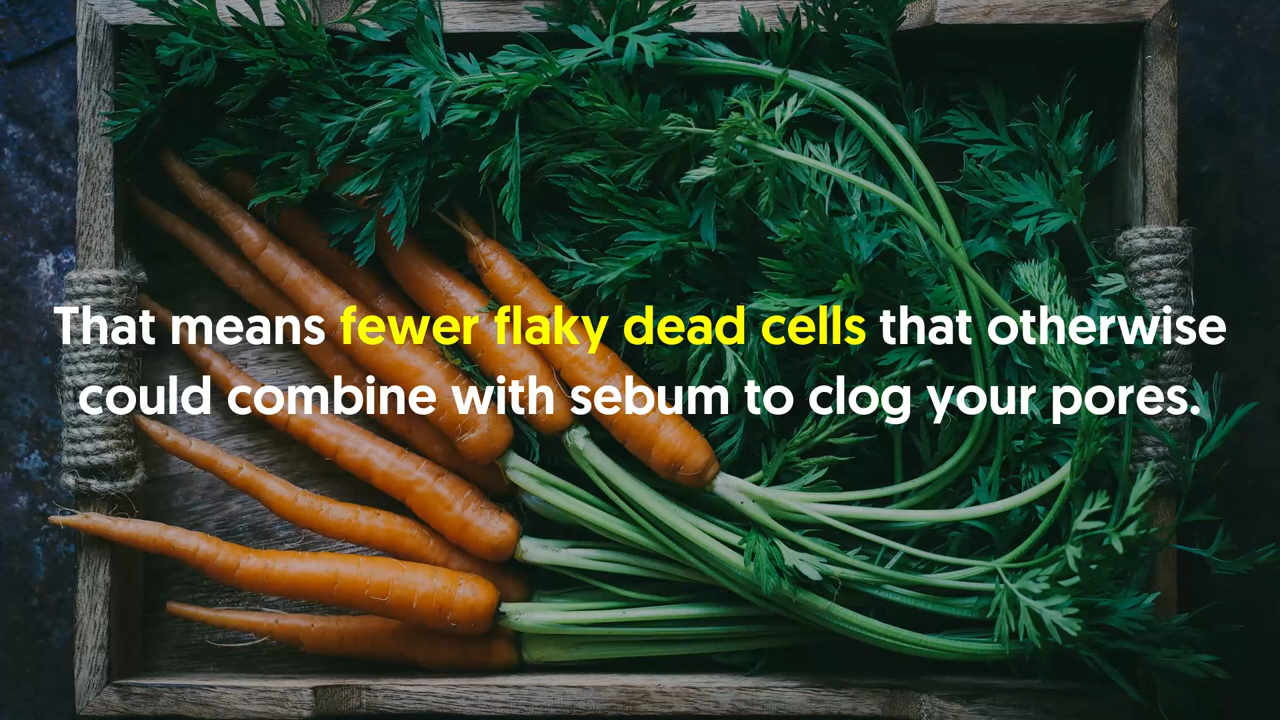 That means fewer flaky dead cells that otherwise
could combine with sebum to clog your pores.